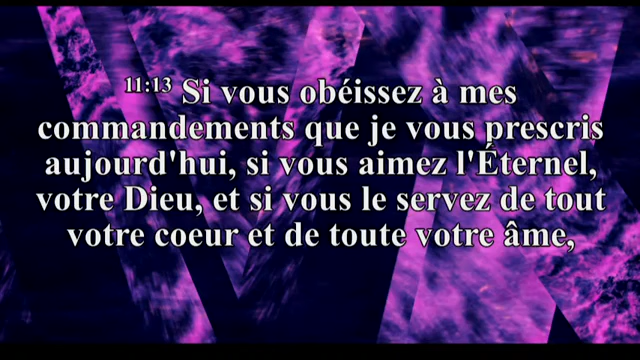 11:13 Si vous obéissez à mes
commandements que je vous prescris
aujourd'hui, si vous aimez l'Éternel,
votre Dieu, et si vous le servez de tout
votre coeur et de toute votre âme,